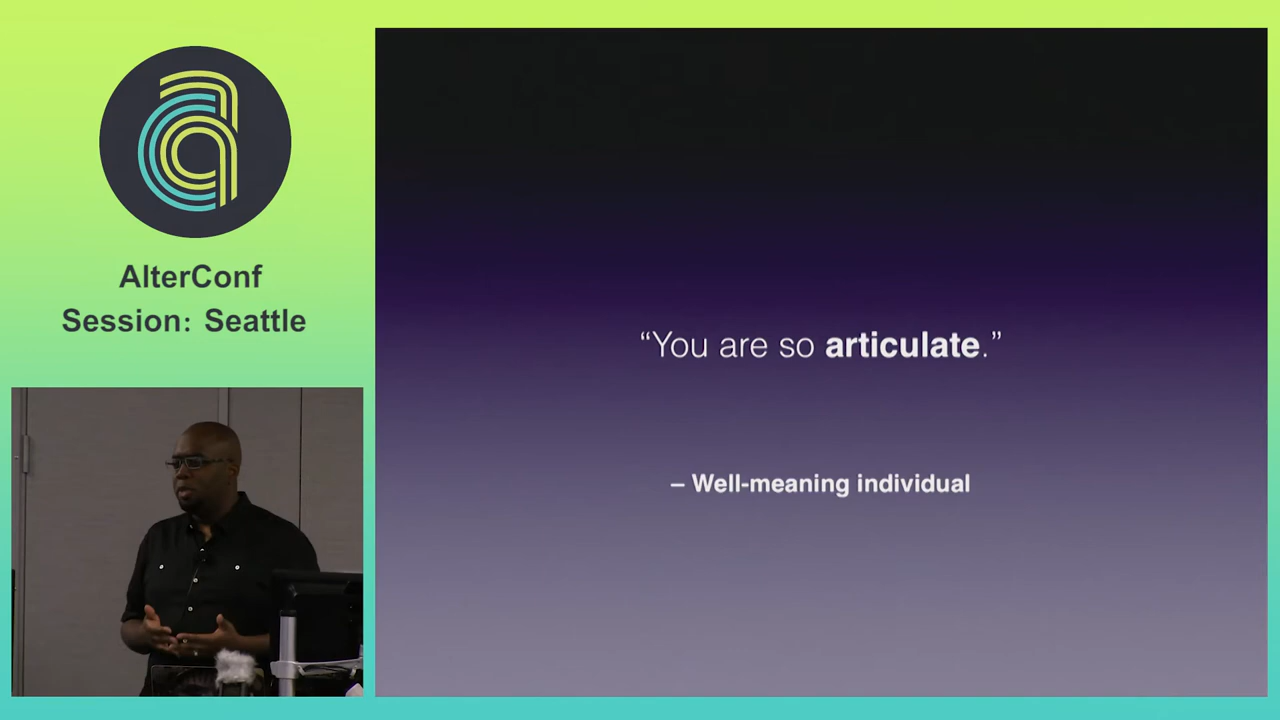 AlterConf
Session: Seattle
“You are so articulate.”
– Well-meaning individual